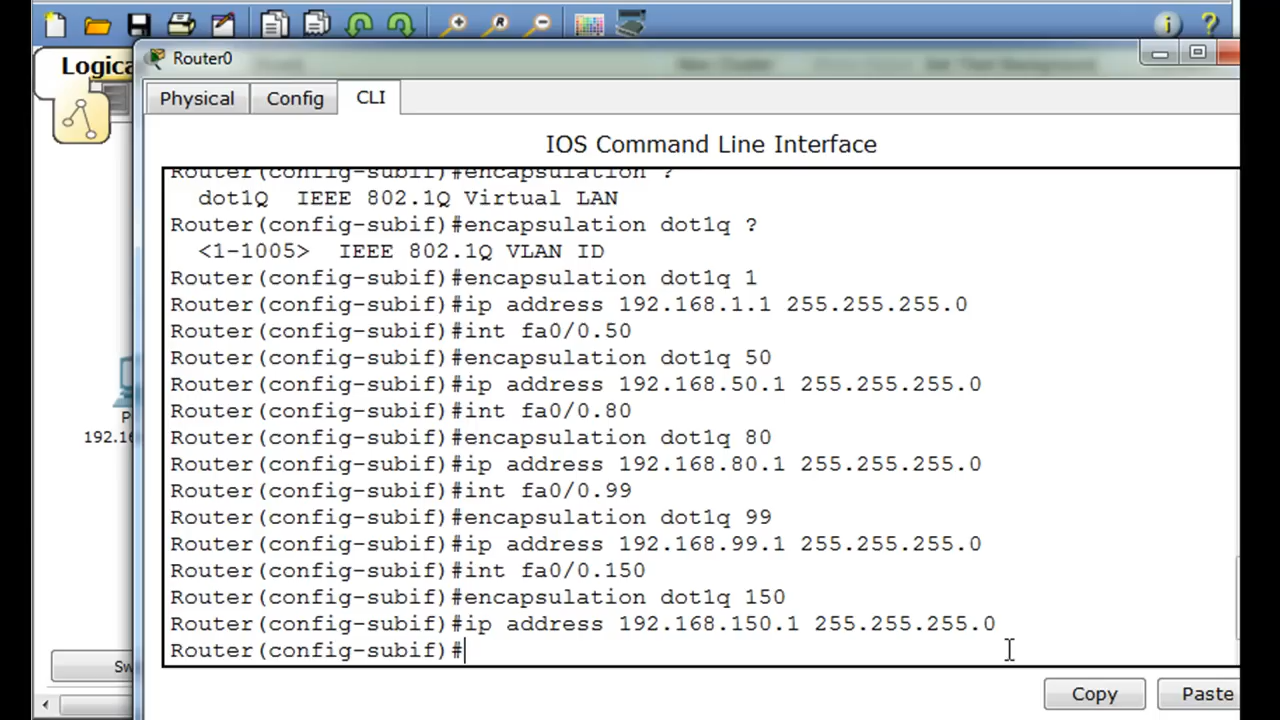 Logica
Router0
Physical
Config
CLI
IOS Command Line Interface
Router(config-subif)#encapsulation ?
dot1Q IEEE 802.1Q Virtual LAN
Router(config-subif)#encapsulation dot1q ?
<1-1005> IEEE 802.1Q VLAN ID
Router(config-subif)#encapsulation dot1q 1
Router(config-subif)#ip address 192.168.1.1 255.255.255.0
Router(config-subif)#int fa0/0.50
Router(config-subif)#encapsulation dot1q 50
Router(config-subif)#ip address 192.168.50.1 255.255.255.0
Router(config-subif)#int fa0/0.80
Router(config-subif)#encapsulation dot1q 80
Router(config-subif)#ip address 192.168.80.1 255.255.255.0
Router(config-subif)#int fa0/0.99
Router(config-subif)#encapsulation dot1q 99
Router(config-subif)#ip address 192.168.99.1 255.255.255.0
Router(config-subif)#int fa0/0.150
Router(config-subif)#encapsulation dot1q 150
Router(config-subif)#ip address 192.168.150.1 255.255.255.0
Router(config-subif)#
P
192.16
Sw
Copy
Paste